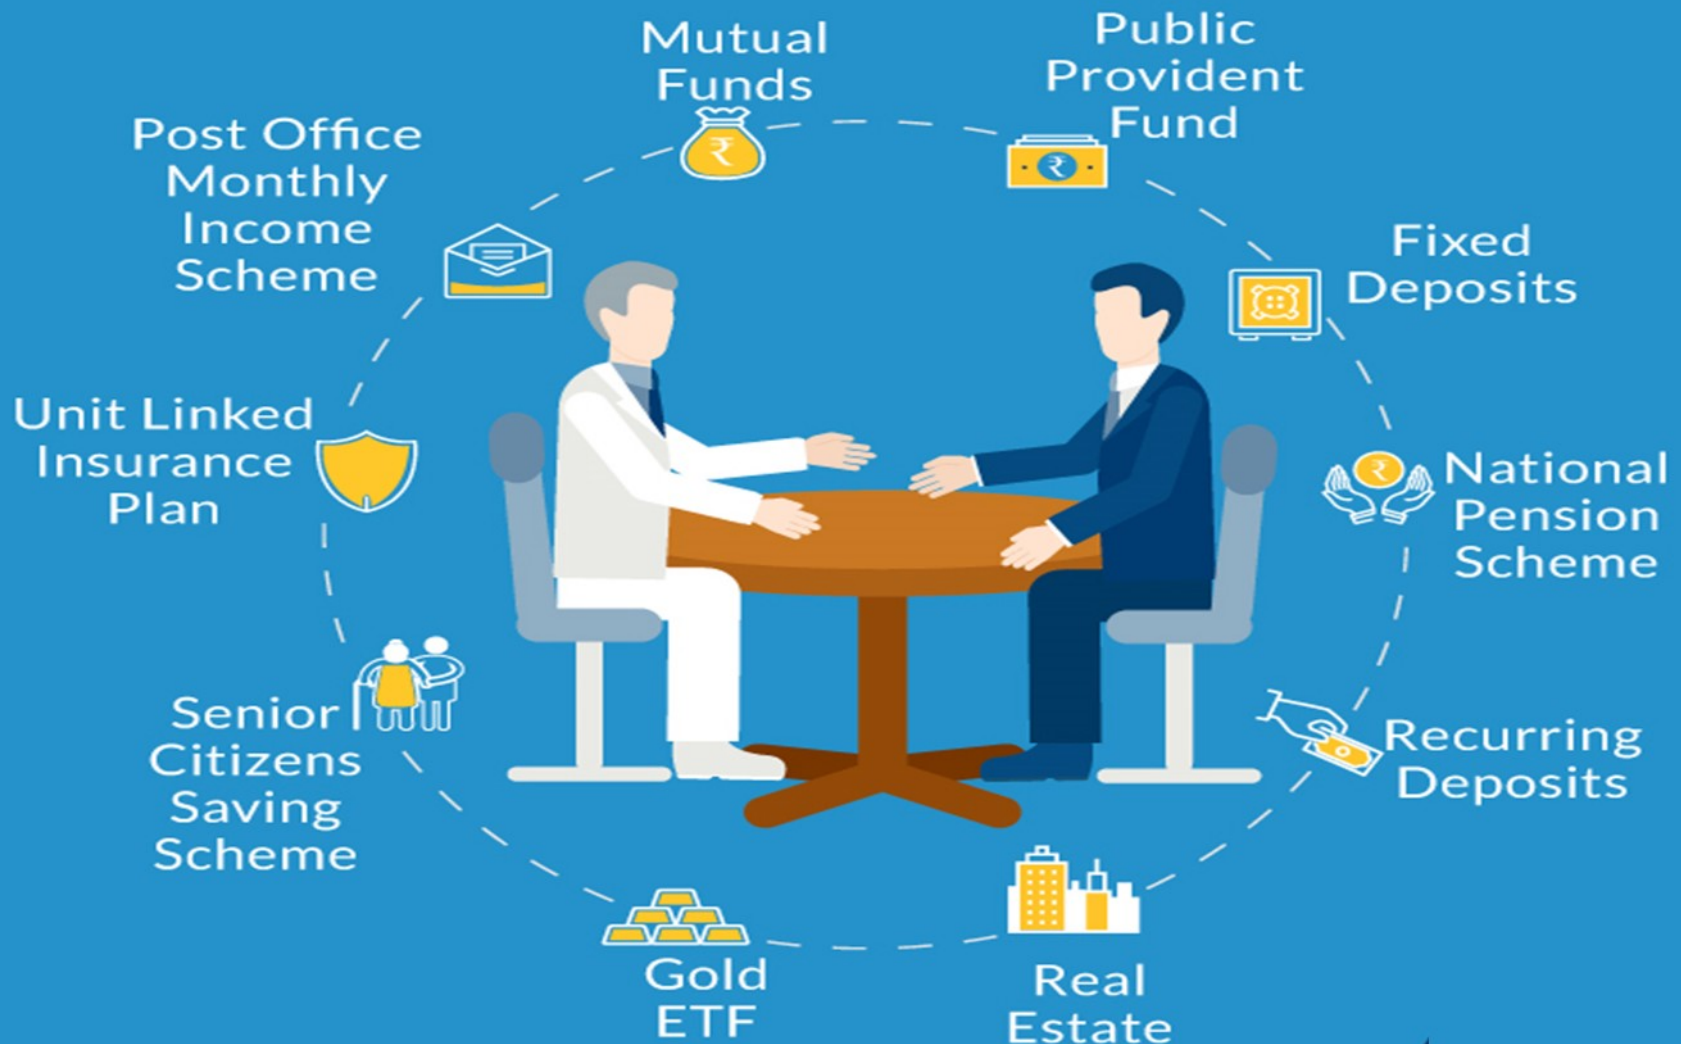 Mutual
Funds
Public
Provident
Fund
Post Office
Monthly
Income
Scheme
Fixed
Deposits
Unit Linked
Insurance
Plan
National
Pension
Scheme
Senior
Citizens
Saving
Scheme
Recurring
Deposits
Gold
ETF
Real
Estate
₹
₹
₹